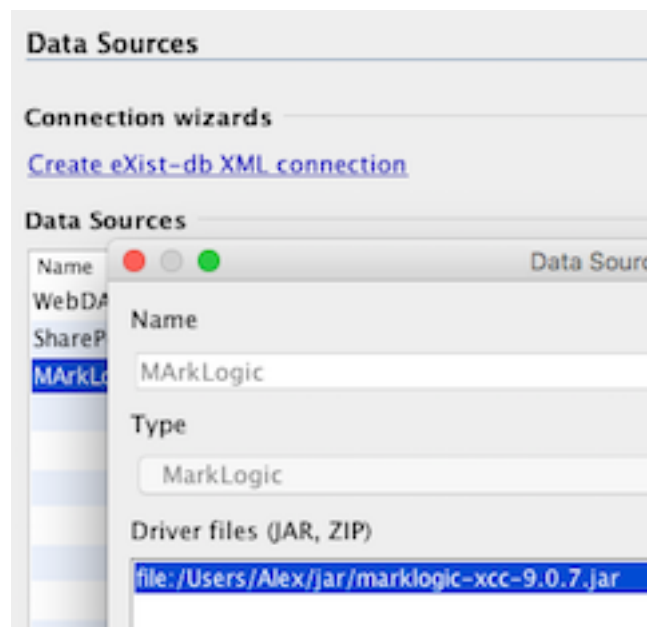 Data Sources
Connection wizards
Create eXist-db XML connection
Data Sources
Name
Data Sourc
WebDA
ShareP
MArkLo
Name
MArkLogic
Type
MarkLogic
Driver files (JAR, ZIP)
file:/Users/Alex/jar/marklogic-xcc-9.0.7.jar